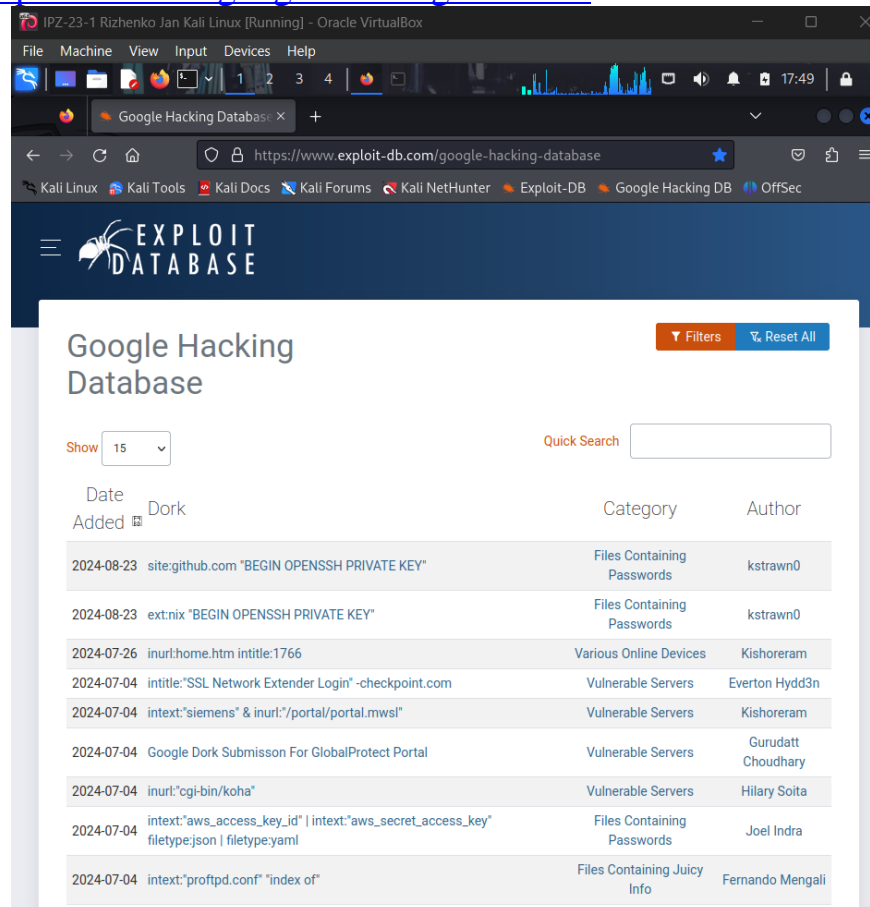 IPZ-23-1 Rizhenko Jan Kali Linux [Running] - Oracle VirtualBox
File Machine View Input Devices Help
1 2 3 4 17:49
Google Hacking Database × +
https://www.exploit-db.com/google-hacking-database
Kali Linux Kali Tools Kali Docs Kali Forums Kali NetHunter Exploit-DB Google Hacking DB OffSec
EXPLOIT
DATABASE
Google Hacking
Database
Filters Reset All
Show 15 Quick Search
Date
Added Dork Category Author
2024-08-23 site:github.com "BEGIN OPENSSH PRIVATE KEY" Files Containing
Passwords kstrawn0
2024-08-23 ext:nix "BEGIN OPENSSH PRIVATE KEY" Files Containing
Passwords kstrawn0
2024-07-26 inurl:home.htm intitle:1766 Various Online Devices Kishoreram
2024-07-04 intitle:"SSL Network Extender Login" -checkpoint.com Vulnerable Servers Everton Hydd3n
2024-07-04 intext:"siemens" & inurl:"/portal/portal.mwsl" Vulnerable Servers Kishoreram
2024-07-04 Google Dork Submisson For GlobalProtect Portal Vulnerable Servers Gurudatt
Choudhary
2024-07-04 inurl:"cgi-bin/koha" Vulnerable Servers Hilary Soita
2024-07-04 intext:"aws_access_key_id" | intext:"aws_secret_access_key"
filetype:json | filetype:yaml Files Containing
Passwords Joel Indra
2024-07-04 intext:"proftpd.conf" "index of" Files Containing Juicy
Info Fernando Mengali